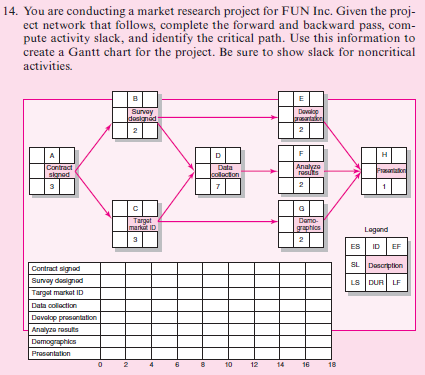 14. You are conducting a market research project for FUN Inc. Given the proj-
ect network that follows, complete the forward and backward pass, com-
pute activity slack, and identify the critical path. Use this information to
create a Gantt chart for the project. Be sure to show slack for noncritical
activities.
B
Survey
designed
2
E
Develop
presentation
2
A
Contract
signed
3
D
Data
collection
7
F
Analyze
results
2
H
Presentation
1
C
Target
market ID
3
G
Demo-
graphics
2
Legend
ES ID EF
SL Description
LS DUR LF
Contract signed
Survey designed
Target market ID
Data collection
Develop presentation
Analyze results
Demographics
Presentation
0 2 4 6 8 10 12 14 16 18